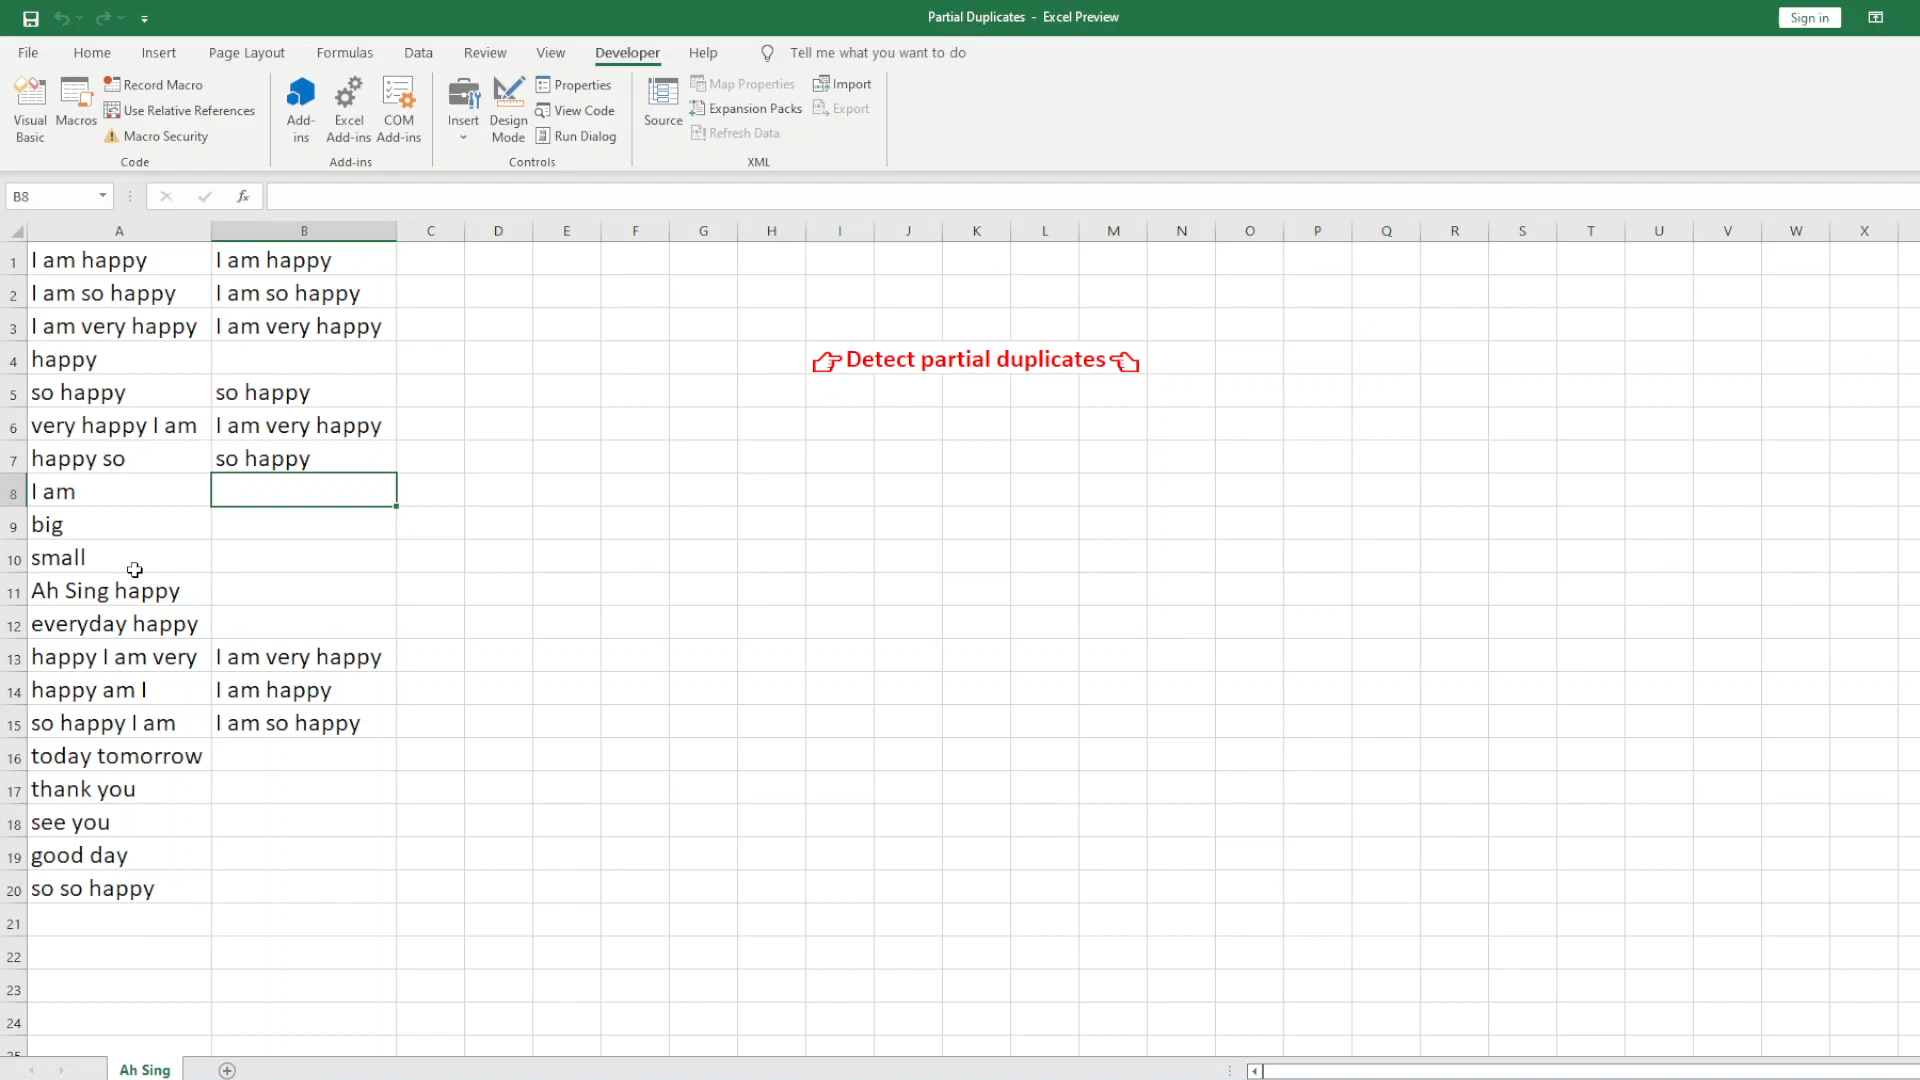 Partial Duplicates - Excel Preview
Sign in
File Home Insert Page Layout Formulas Data Review View Developer Help Tell me what you want to do
Visual Basic
Macros
Record Macro
Use Relative References
Macro Security
Code
Add-ins
Excel Add-ins
COM Add-ins
Add-ins
Insert
Design Mode
Properties
View Code
Run Dialog
Controls
Source
Map Properties
Expansion Packs
Refresh Data
Import
Export
XML
B8 fx
A B C D E F G H I J K L M N O P Q R S T U V W X
1 I am happy I am happy
2 I am so happy I am so happy
3 I am very happy I am very happy
4 happy Detect partial duplicates
5 so happy so happy
6 very happy I am I am very happy
7 happy so so happy
8 I am
9 big
10 small
11 Ah Sing happy
12 everyday happy
13 happy I am very I am very happy
14 happy am I I am happy
15 so happy I am I am so happy
16 today tomorrow
17 thank you
18 see you
19 good day
20 so so happy
21
22
23
24
25
Ah Sing